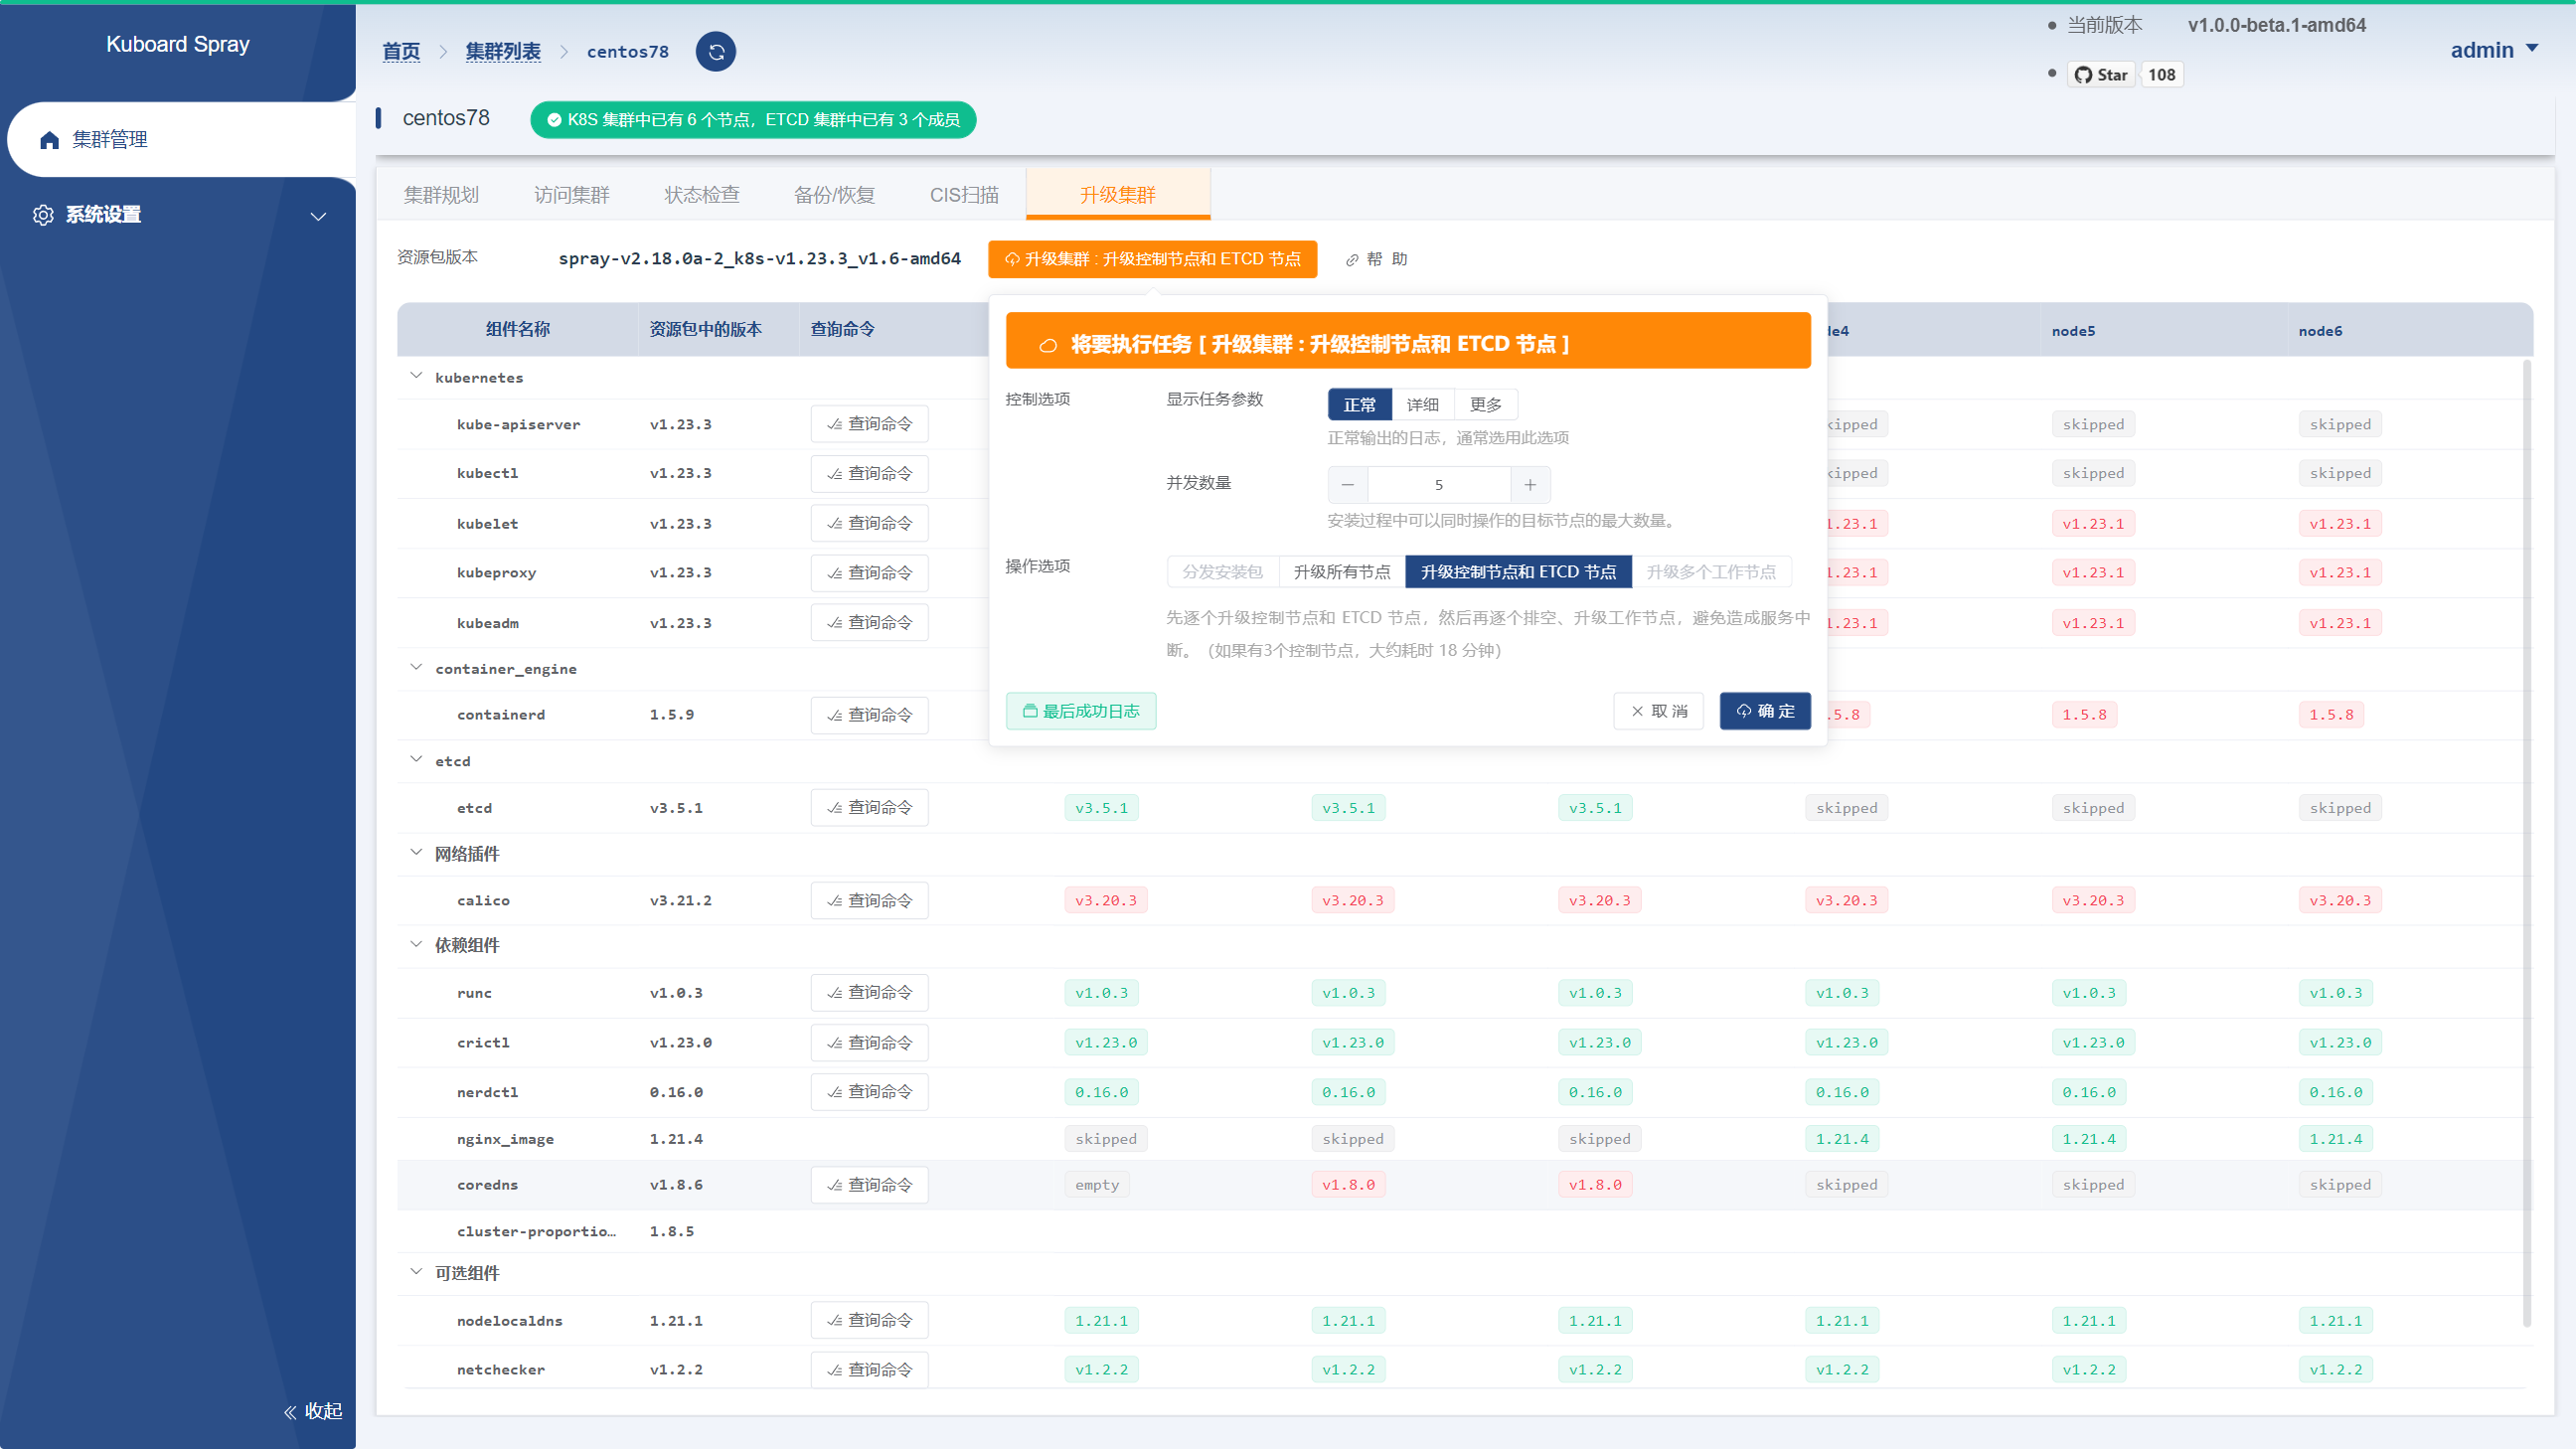 Kuboard Spray
集群管理
系统设置
收起
首页 集群列表 centos78
当前版本 v1.0.0-beta.1-amd64
Star 108
admin
centos78 K8S 集群中已有 6 个节点，ETCD 集群中已有 3 个成员
集群规划 访问集群 状态检查 备份/恢复 CIS扫描 升级集群
资源包版本 spray-v2.18.0a-2_k8s-v1.23.3_v1.6-amd64 升级集群 : 升级控制节点和 ETCD 节点 帮 助
组件名称 资源包中的版本 查询命令 de4 node5 node6
将要执行任务 [ 升级集群 : 升级控制节点和 ETCD 节点 ]
控制选项 显示任务参数 正常 详细 更多
正常输出的日志，通常选用此选项
并发数量 5
安装过程中可以同时操作的目标节点的最大数量。
操作选项 分发安装包 升级所有节点 升级控制节点和 ETCD 节点 升级多个工作节点
先逐个升级控制节点和 ETCD 节点，然后再逐个排空、升级工作节点，避免造成服务中
断。（如果有3个控制节点，大约耗时 18 分钟）
最后成功日志 取 消 确 定
kubernetes
kube-apiserver v1.23.3 查询命令 kipped skipped skipped
kubectl v1.23.3 查询命令 kipped skipped skipped
kubelet v1.23.3 查询命令 1.23.1 v1.23.1 v1.23.1
kubeproxy v1.23.3 查询命令 1.23.1 v1.23.1 v1.23.1
kubeadm v1.23.3 查询命令 1.23.1 v1.23.1 v1.23.1
container_engine
containerd 1.5.9 查询命令 .5.8 1.5.8 1.5.8
etcd
etcd v3.5.1 查询命令 v3.5.1 v3.5.1 v3.5.1 skipped skipped skipped
网络插件
calico v3.21.2 查询命令 v3.20.3 v3.20.3 v3.20.3 v3.20.3 v3.20.3 v3.20.3
依赖组件
runc v1.0.3 查询命令 v1.0.3 v1.0.3 v1.0.3 v1.0.3 v1.0.3 v1.0.3
crictl v1.23.0 查询命令 v1.23.0 v1.23.0 v1.23.0 v1.23.0 v1.23.0 v1.23.0
nerdctl 0.16.0 查询命令 0.16.0 0.16.0 0.16.0 0.16.0 0.16.0 0.16.0
nginx_image 1.21.4 skipped skipped skipped 1.21.4 1.21.4 1.21.4
coredns v1.8.6 查询命令 empty v1.8.0 v1.8.0 skipped skipped skipped
cluster-proportio… 1.8.5
可选组件
nodelocaldns 1.21.1 查询命令 1.21.1 1.21.1 1.21.1 1.21.1 1.21.1 1.21.1
netchecker v1.2.2 查询命令 v1.2.2 v1.2.2 v1.2.2 v1.2.2 v1.2.2 v1.2.2